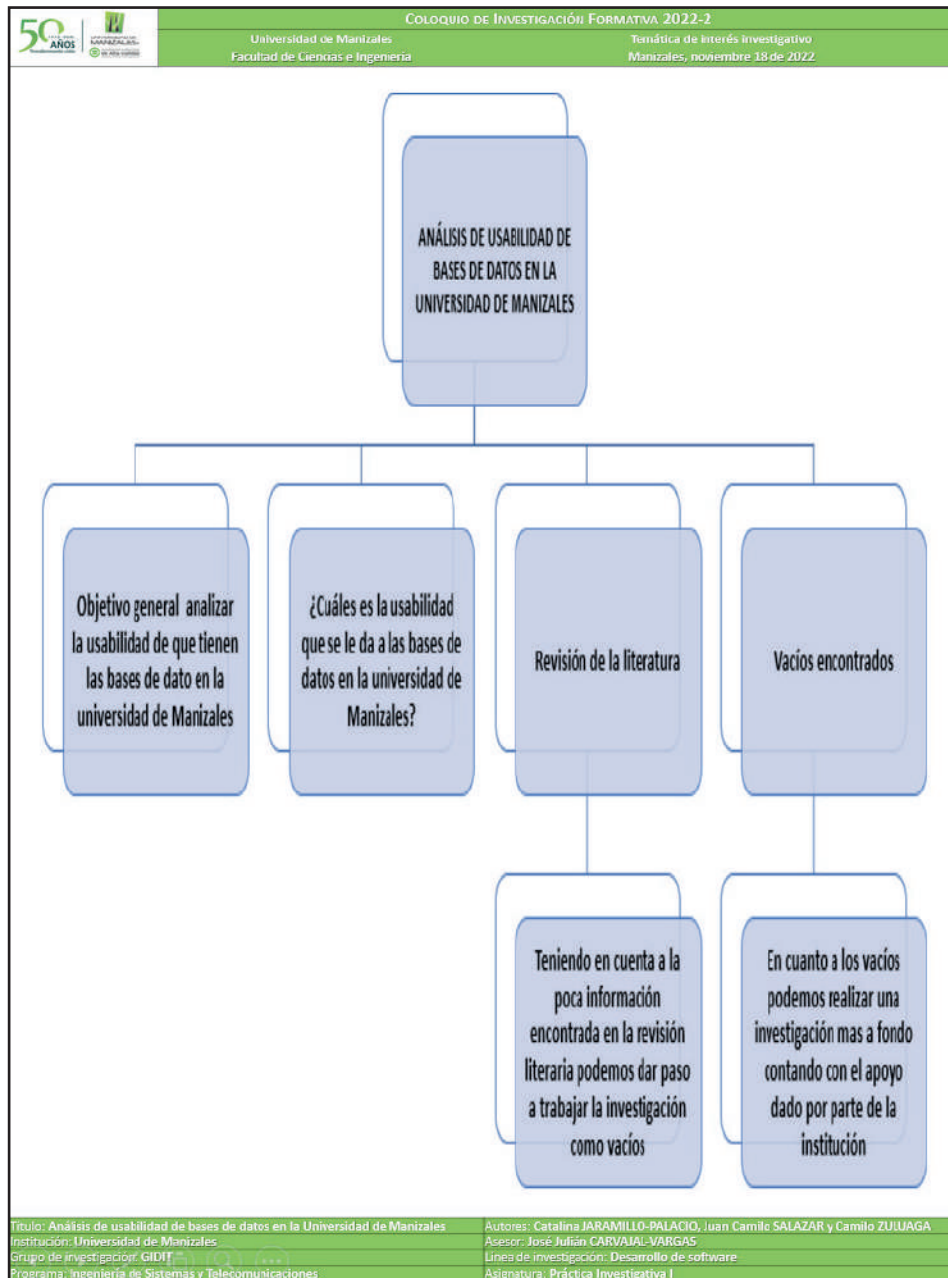 COLOQUIO DE INVESTIGACIÓN FORMATIVA 2022-2
50 AÑOS
UNIVERSIDAD DE
MANIZALES
Universidad de Manizales
Facultad de Ciencias e Ingeniería
Temática de interés investigativo
Manizales, noviembre 18 de 2022
ANÁLISIS DE USABILIDAD DE
BASES DE DATOS EN LA
UNIVERSIDAD DE MANIZALES
Objetivo general analizar
la usabilidad de que tienen
las bases de dato en la
universidad de Manizales
¿Cuáles es la usabilidad
que se le da a las bases de
datos en la universidad de
Manizales?
Revisión de la literatura
Vacíos encontrados
Teniendo en cuenta a la
poca información
encontrada en la revisión
literaria podemos dar paso
a trabajar la investigación
como vacíos
En cuanto a los vacíos
podemos realizar una
investigación mas a fondo
contando con el apoyo
dado por parte de la
institución
Título: Análisis de usabilidad de bases de datos en la Universidad de Manizales
Institución: Universidad de Manizales
Grupo de investigación: GIDIT
Programa: Ingeniería de Sistemas y Telecomunicaciones
Autores: Catalina JARAMILLO-PALACIO, Juan Camilo SALAZAR y Camilo ZULUAGA
Asesor: José Julián CARVAJAL-VARGAS
Línea de investigación: Desarrollo de software
Asignatura: Práctica Investigativa I